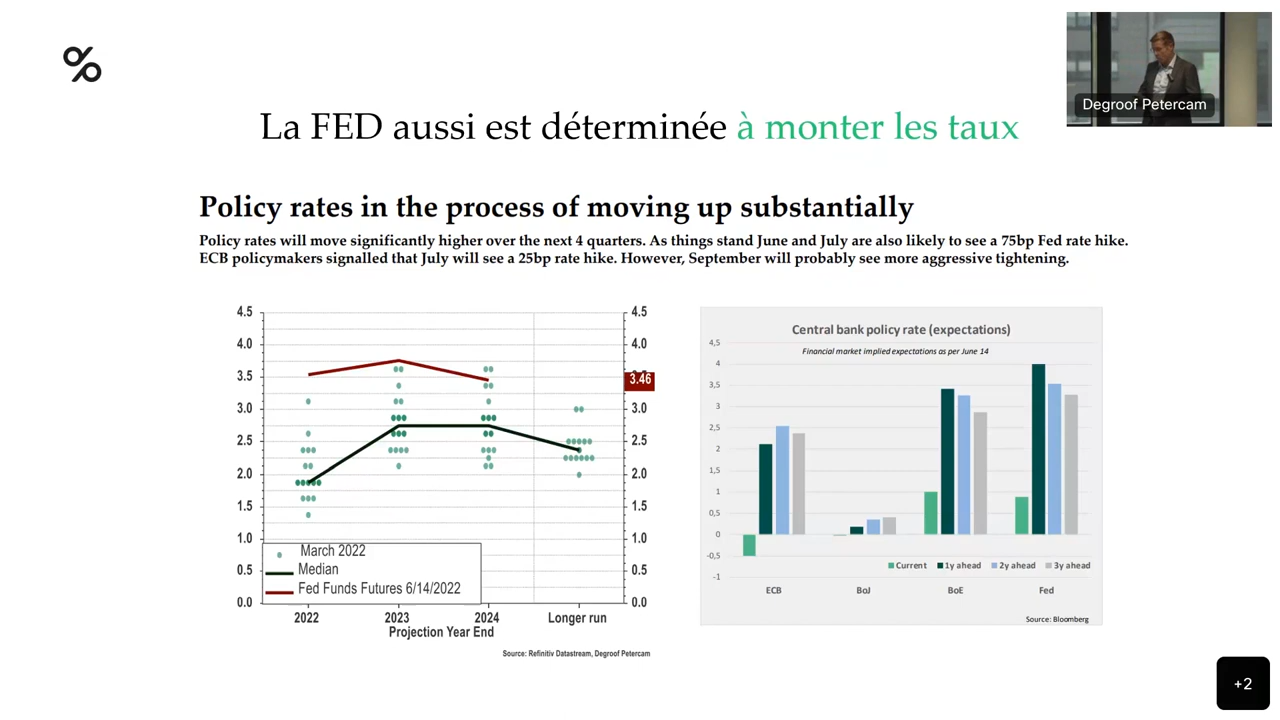 %
Degroof Petercam
La FED aussi est déterminée à monter les taux
Policy rates in the process of moving up substantially
Policy rates will move significantly higher over the next 4 quarters. As things stand June and July are also likely to see a 75bp Fed rate hike.
ECB policymakers signalled that July will see a 25bp rate hike. However, September will probably see more aggressive tightening.
4.5
4.0
3.5
3.0
2.5
2.0
1.5
1.0
0.5
0.0
4.5
4.0
3.46
3.0
2.5
2.0
1.5
1.0
0.5
0.0
March 2022
Median
Fed Funds Futures 6/14/2022
2022 2023 2024 Longer run
Projection Year End
Source: Refinitiv Datastream, Degroof Petercam
Central bank policy rate (expectations)
Financial market implied expectations as per June 14
4,5
4
3,5
3
2,5
2
1,5
1
0,5
0
-0,5
-1
Current 1y ahead 2y ahead 3y ahead
ECB BoJ BoE Fed
Source: Bloomberg
+2